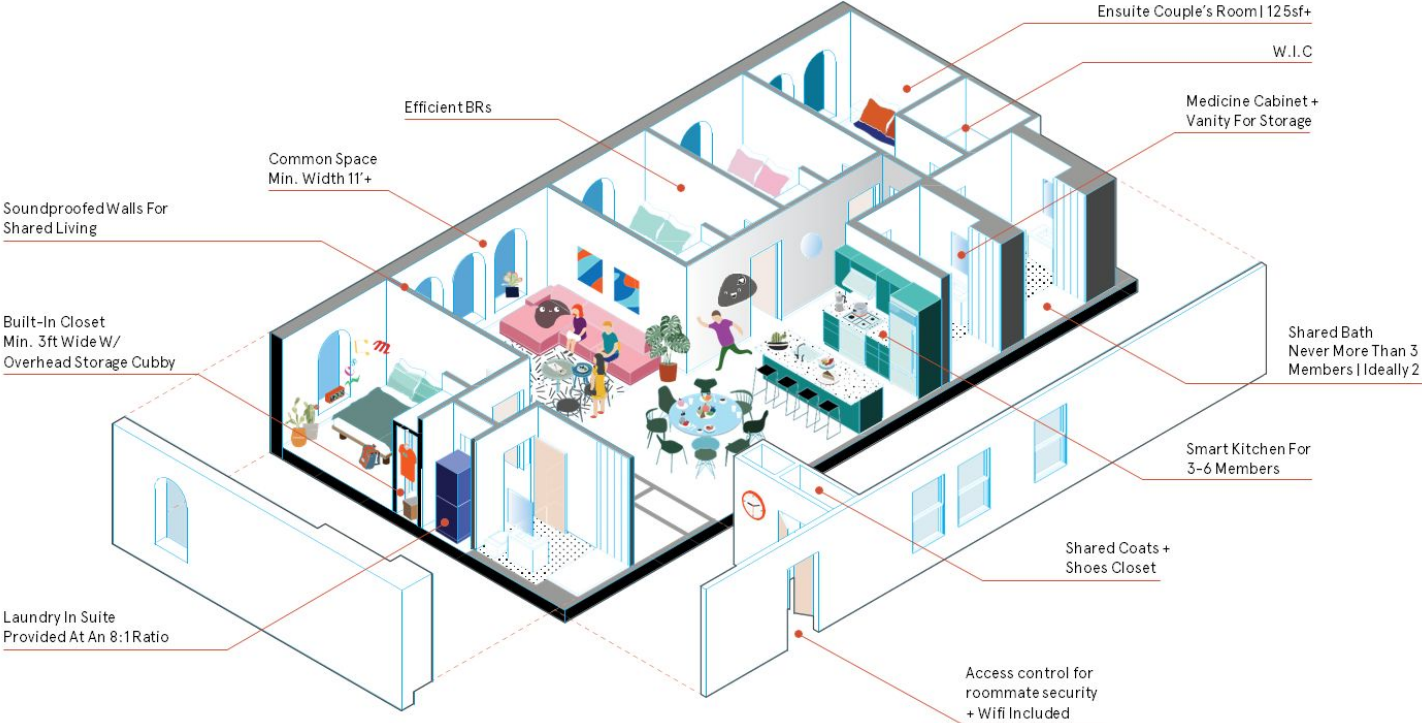 Ensuite Couple's Room | 125sf+
W.I.C
Medicine Cabinet +
Vanity For Storage
Efficient BRs
Common Space
Min. Width 11'+
Soundproofed Walls For
Shared Living
Built-In Closet
Min. 3ft Wide W/
Overhead Storage Cubby
Shared Bath
Never More Than 3
Members | Ideally 2
Smart Kitchen For
3-6 Members
Shared Coats +
Shoes Closet
Laundry In Suite
Provided At An 8:1 Ratio
Access control for
roommate security
+ Wifi Included